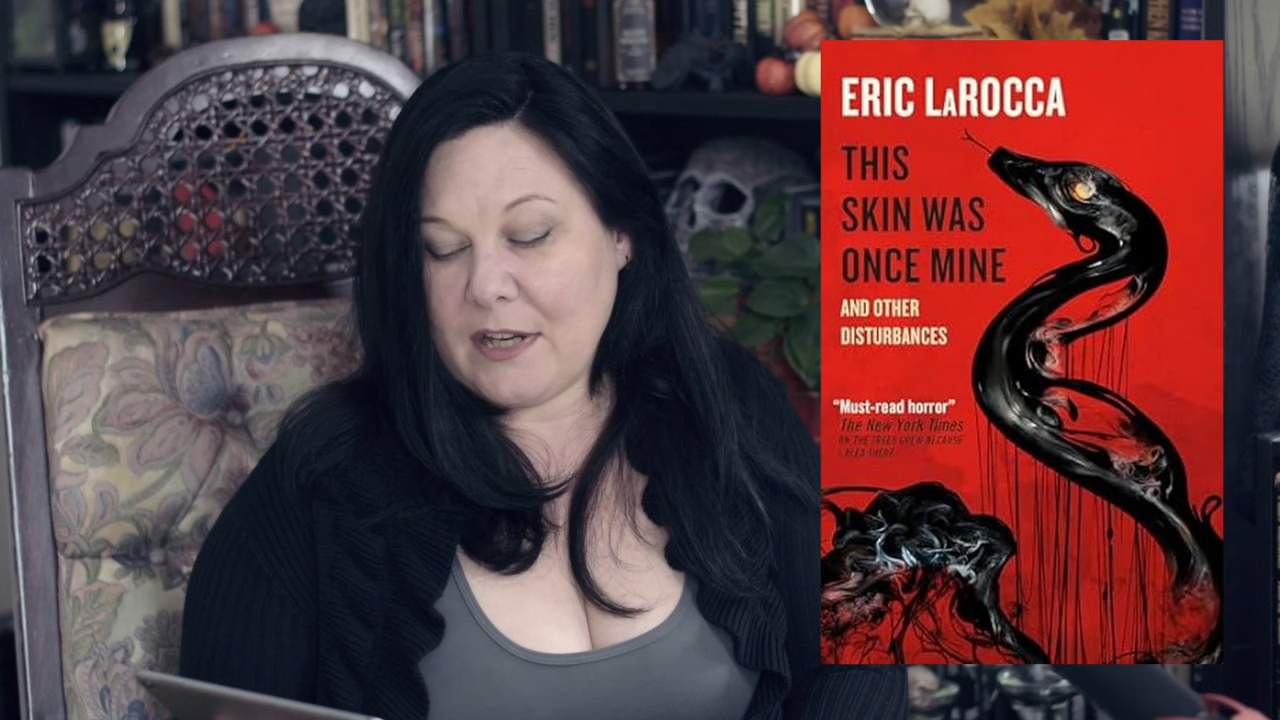 ERIC LAROCCA
THIS
SKIN WAS
ONCE MINE
AND OTHER
DISTURBANCES
“Must-read horror”
The New York Times